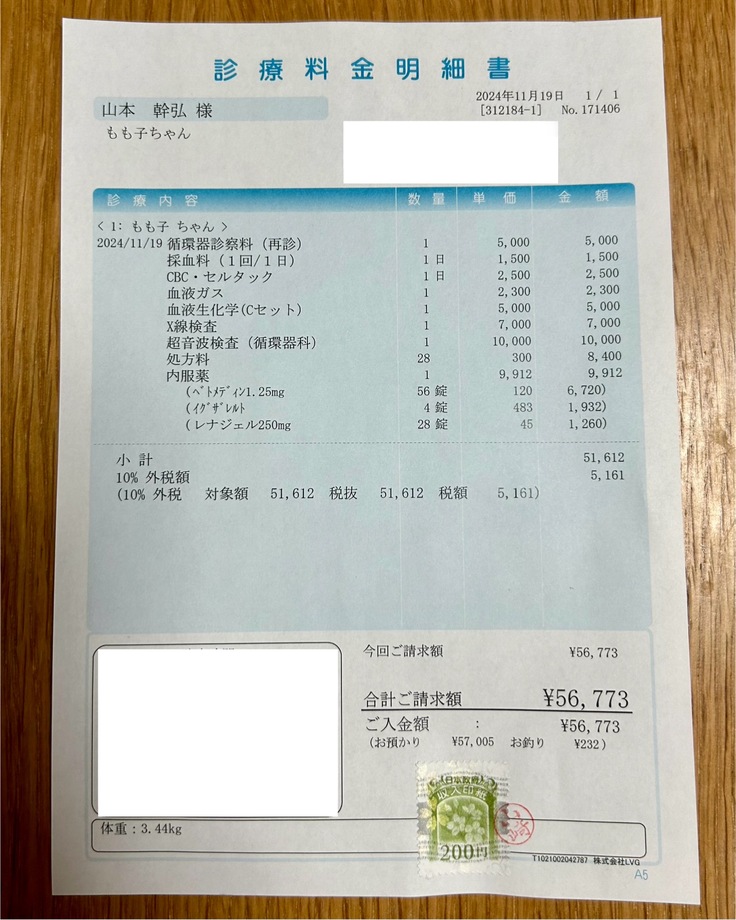 診療料金明細書
2024年11月19日 1/ 1
山本 幹弘 様
[312184-1] No.171406
もも子ちゃん
診療内容 数量 単価 金額
< 1: もも子 ちゃん >
2024/11/19 循環器診察料 (再診) 1 5,000 5,000
採血料 (1回/1日) 1 日 1,500 1,500
CBC・セルタック 1 日 2,500 2,500
血液ガス 1 2,300 2,300
血液生化学(Cセット) 1 5,000 5,000
X線検査 1 7,000 7,000
超音波検査 (循環器科) 1 10,000 10,000
処方料 28 300 8,400
内服薬 1 9,912 9,912
(ﾍﾞﾄﾒﾃﾞｨﾝ1.25mg 56 錠 120 6,720)
(ｲｸﾞｻﾞﾚﾙﾄ 4 錠 483 1,932)
(レナジェル250mg 28 錠 45 1,260)
小 計 51,612
10% 外税額 5,161
(10% 外税 対象額 51,612 税抜 51,612 税額 5,161)
今回ご請求額 ¥56,773
合計ご請求額 ¥56,773
ご入金額 : ¥56,773
(お預かり ¥57,005 お釣り ¥232)
日本政府
収入印紙
200円
体重:3.44kg
T1021002042787 株式会社LVG
A5